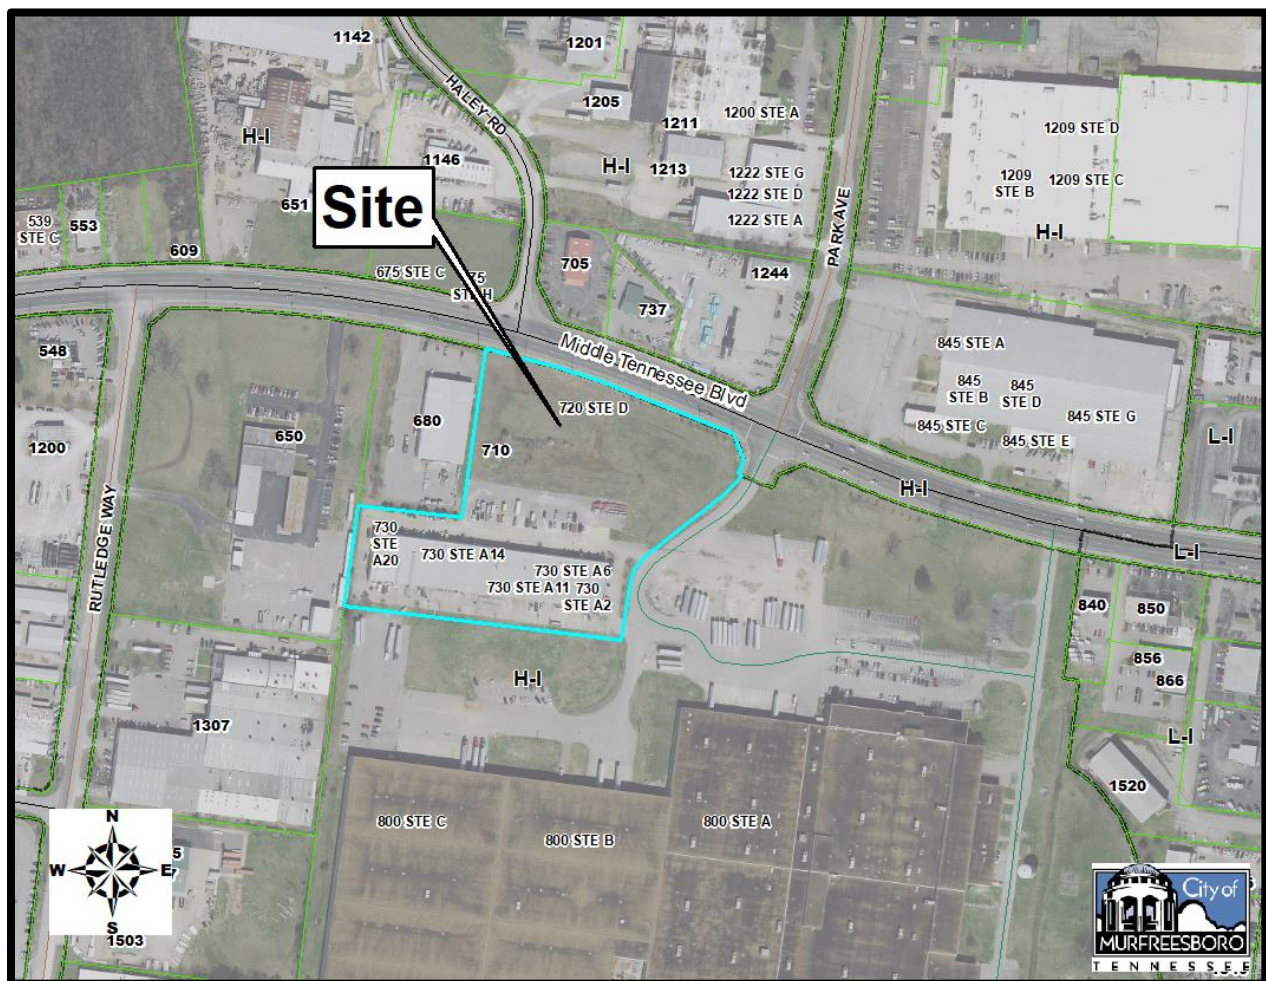 1142
1201
HALEY RD
1205
1200 STE A
1211
1209 STE D
H-I
H-I
1146
1213
1222 STE G
1209
STE B
1209 STE C
1222 STE D
651
Site
PARK AVE
539
STE C
553
1222 STE A
H-I
609
705
1244
675 STE C
STE H
737
Middle Tennessee Blvd
845 STE A
548
845
STE B
845
STE D
720 STE D
845 STE G
680
845 STE C
845 STE E
650
L-I
1200
710
H-I
RUTLEDGE WAY
730
STE
A20
730 STE A14
L-I
730 STE A6
730 STE A11
730
STE A2
840
850
856
866
H-I
1307
L-I
1520
800 STE C
800 STE B
800 STE A
N
W
E
S
1503
City of
MURFREESBORO
TENNESSEE